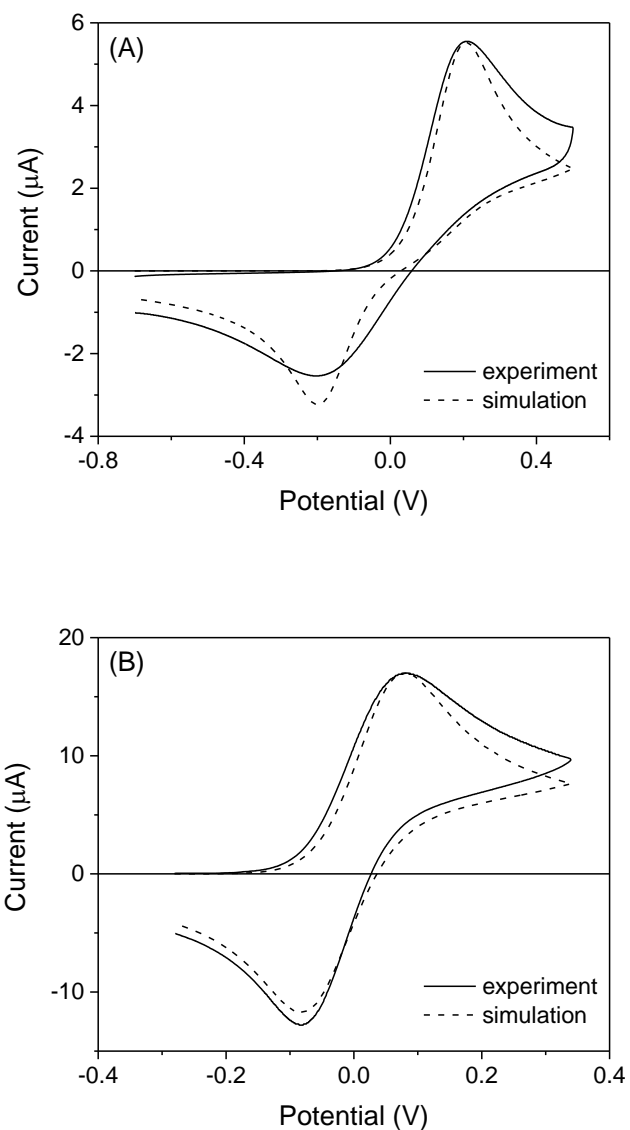 (A)
6
4
2
0
-2
-4
Current (μA)
experiment
simulation
-0.8
-0.4
0.0
0.4
Potential (V)
(B)
20
10
0
-10
Current (μA)
experiment
simulation
-0.4
-0.2
0.0
0.2
0.4
Potential (V)